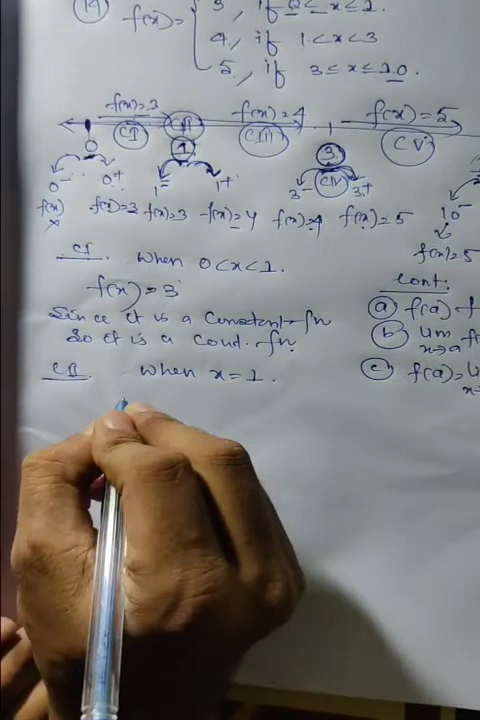 (14) f(x) = { 3, if 0 ≤ x ≤ 1.
4, if 1 < x < 3
5, if 3 ≤ x ≤ 10.
f(x)=3 f(x)=4 f(x)=5
CI CII CIII CV
0 1 3
CIV
0⁻ 0⁺ 1⁻ 1⁺ 3⁻ 3⁺ 10⁻
f(x) f(x)=3 f(x)=3 f(x)=4 f(x)=4 f(x)=5
×
f(x)=5
CI when 0<x<1.
f(x)=3
Since it is a constant fn
So it is a cont. fn.
CII when x=1.
Cont.
(a) f(a)
(b) lim x→a f(
(c) f(a)=